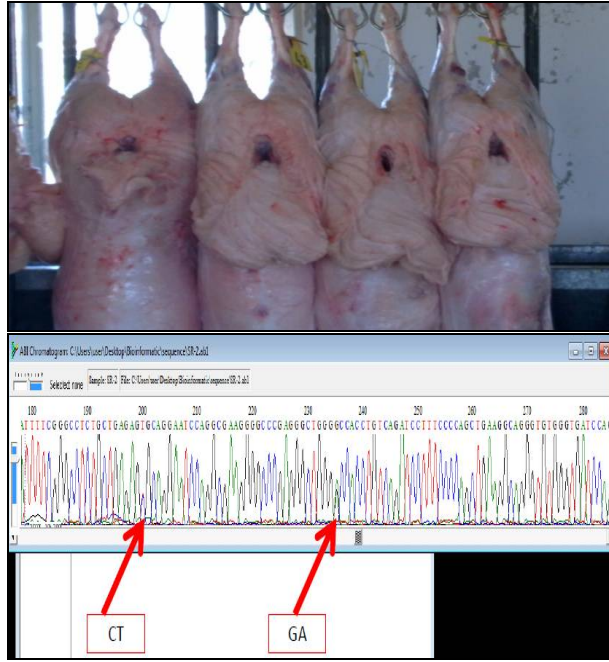 ABI Chromatogram: C:\Users\user\Desktop\Bioinformatic\sequence\SR-2.ab1
Selected: none Sample: SR-2 File: C:\Users\user\Desktop\Bioinformatic\sequence\SR-2.ab1
180 190 200 210 220 230 240 250 260 270 280
ATTTTCGGGCCTCTGCTGAGAGTGCAGGAATCCAGGCGAAGGGGCCCGAGGGCTGGGGCCACCTGTCAGATCCTTTCCCCAGCTGAAGGCAGGGTGTGGGTGATCCA
CT GA